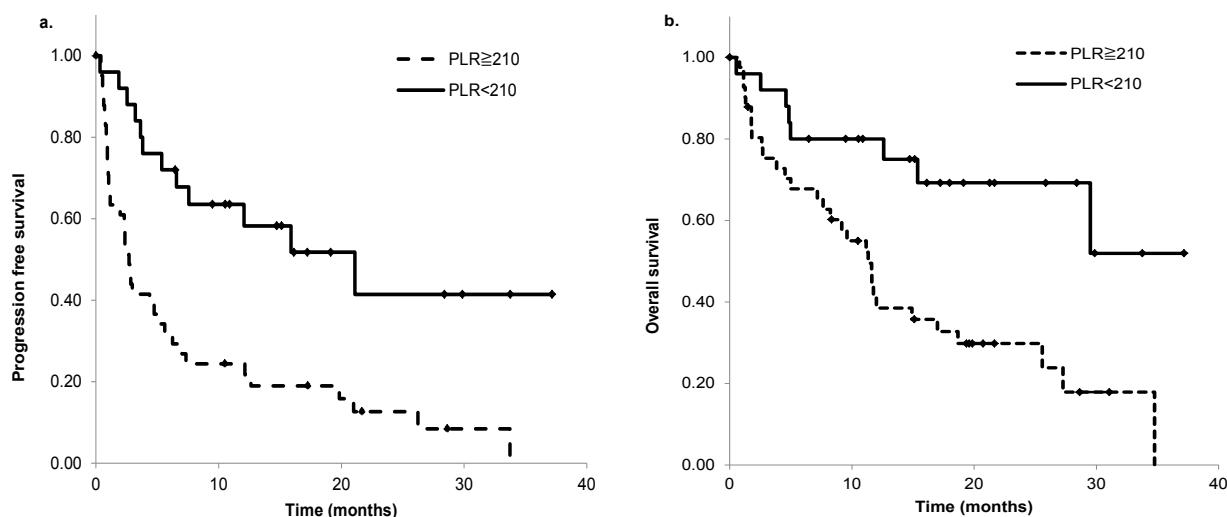 a.
PLR≧210
PLR<210
1.00
0.80
0.60
0.40
0.20
0.00
Progression free survival
0
10
20
30
40
Time (months)
b.
PLR≧210
PLR<210
1.00
0.80
0.60
0.40
0.20
0.00
Overall survival
0
10
20
30
40
Time (months)